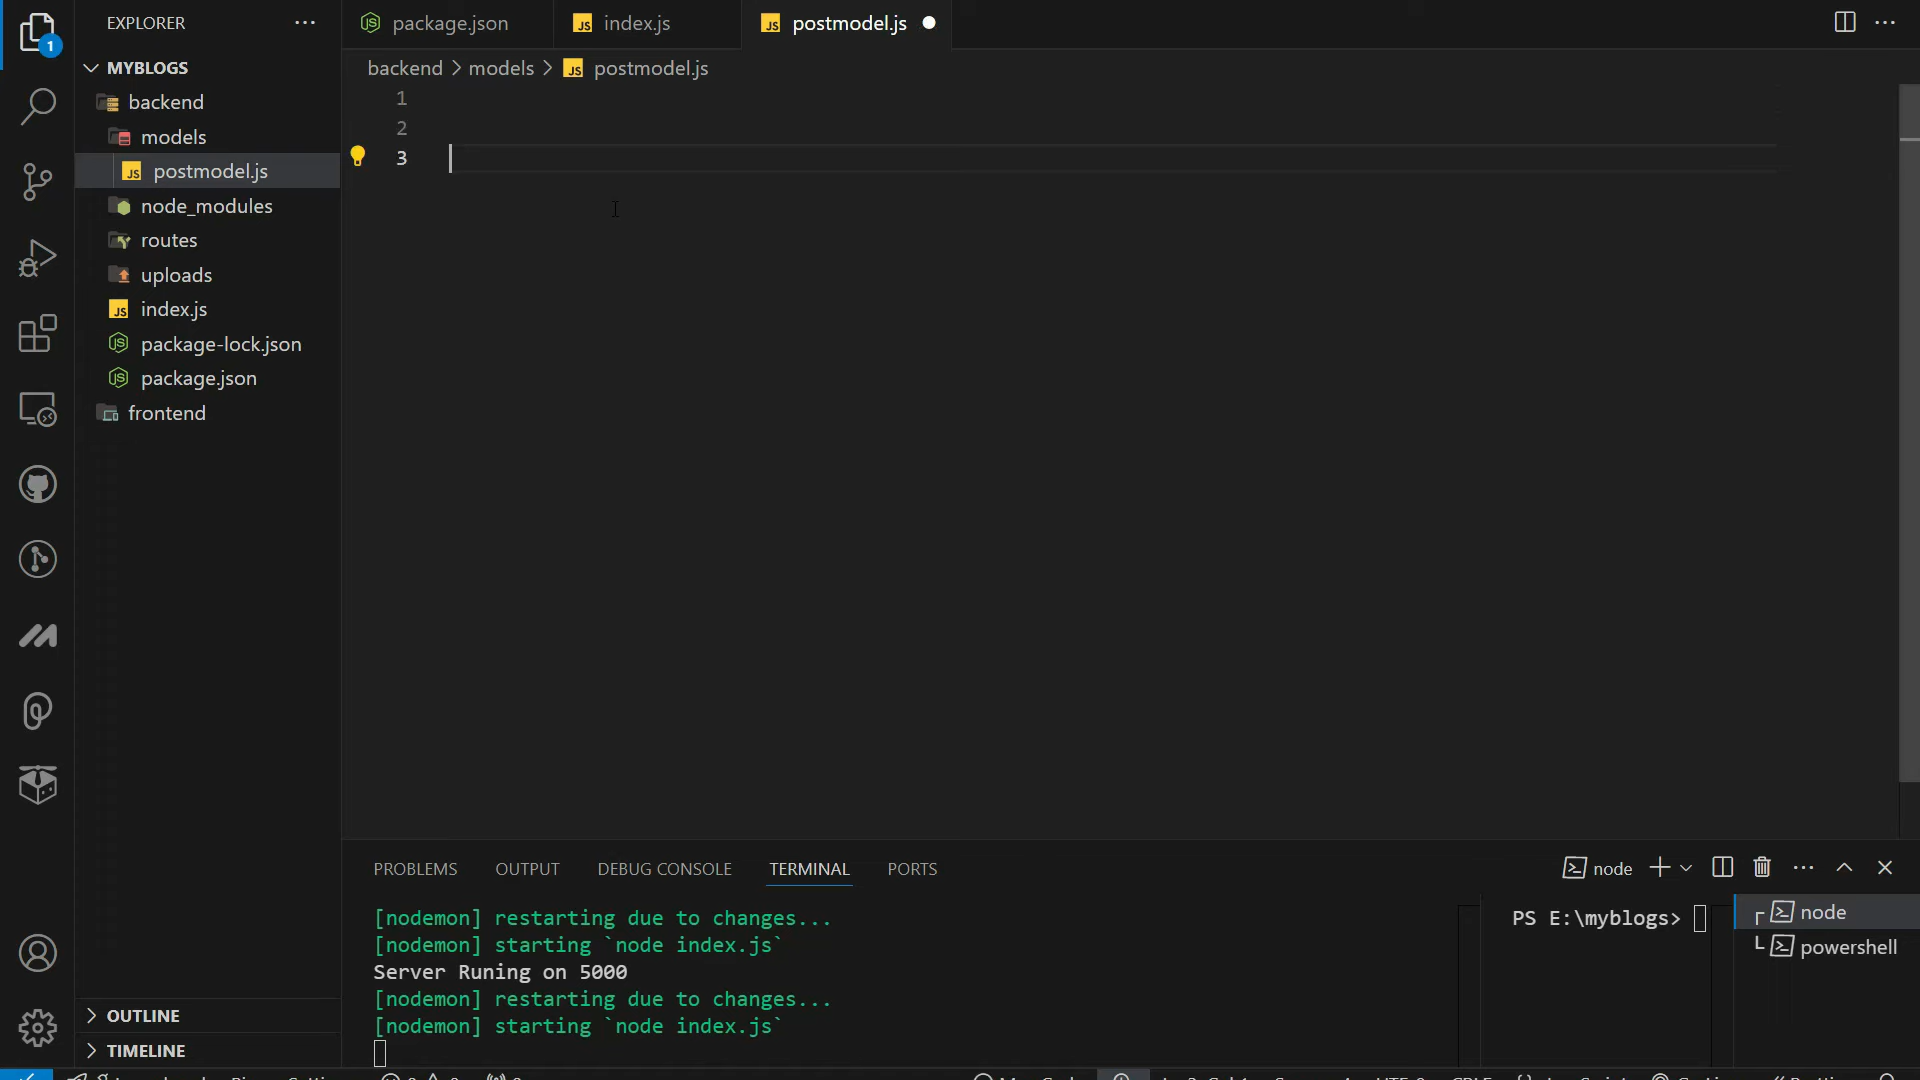 EXPLORER
MYBLOGS
backend
models
postmodel.js
node_modules
routes
uploads
index.js
package-lock.json
package.json
frontend
OUTLINE
TIMELINE
1
package.json
index.js
postmodel.js
backend > models > postmodel.js
1
2
3
PROBLEMS OUTPUT DEBUG CONSOLE TERMINAL PORTS
node
[nodemon] restarting due to changes...
[nodemon] starting `node index.js`
Server Runing on 5000
[nodemon] restarting due to changes...
[nodemon] starting `node index.js`
PS E:\myblogs>
node
powershell